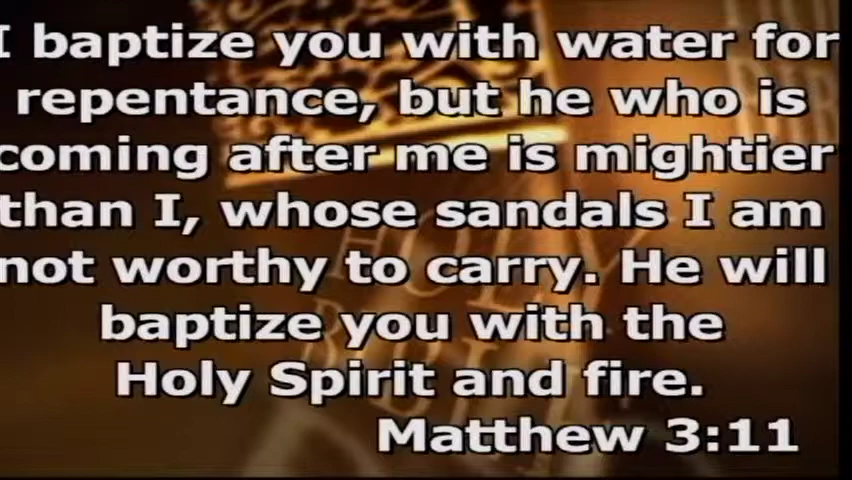 I baptize you with water for
repentance, but he who is
coming after me is mightier
than I, whose sandals I am
not worthy to carry. He will
baptize you with the
Holy Spirit and fire.
Matthew 3:11
HOLY